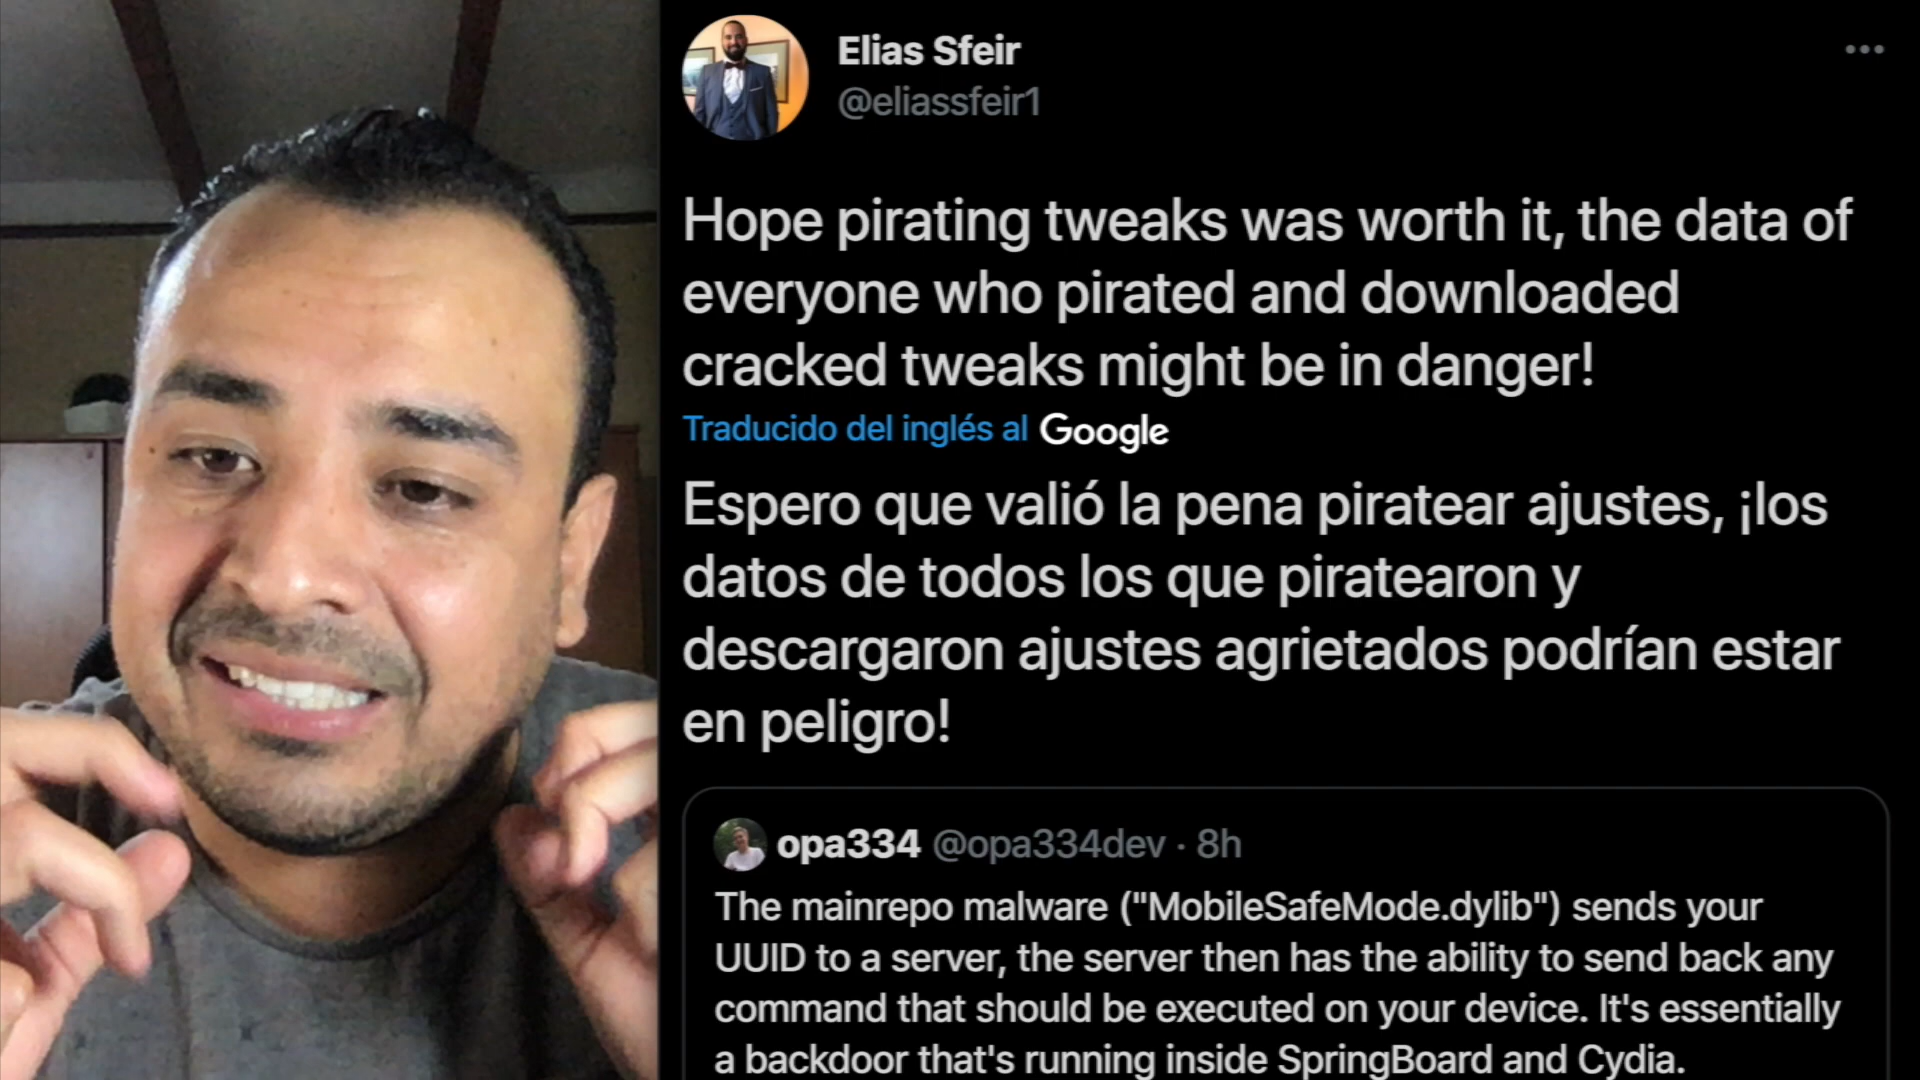 Elias Sfeir
@eliassfeir1
Hope pirating tweaks was worth it, the data of
everyone who pirated and downloaded
cracked tweaks might be in danger!
Traducido del inglés al Google
Espero que valió la pena piratear ajustes, ¡los
datos de todos los que piratearon y
descargaron ajustes agrietados podrían estar
en peligro!
opa334 @opa334dev · 8h
The mainrepo malware ("MobileSafeMode.dylib") sends your
UUID to a server, the server then has the ability to send back any
command that should be executed on your device. It's essentially
a backdoor that's running inside SpringBoard and Cydia.